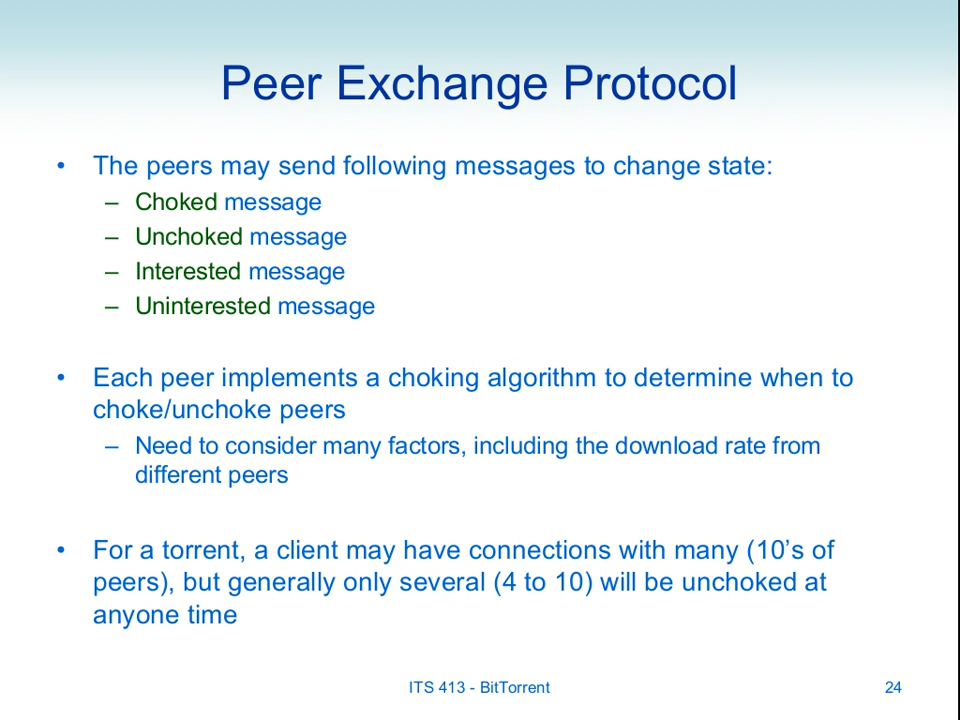 Peer Exchange Protocol
• The peers may send following messages to change state:
– Choked message
– Unchoked message
– Interested message
– Uninterested message
• Each peer implements a choking algorithm to determine when to
choke/unchoke peers
– Need to consider many factors, including the download rate from
different peers
• For a torrent, a client may have connections with many (10’s of
peers), but generally only several (4 to 10) will be unchoked at
anyone time
ITS 413 - BitTorrent
24